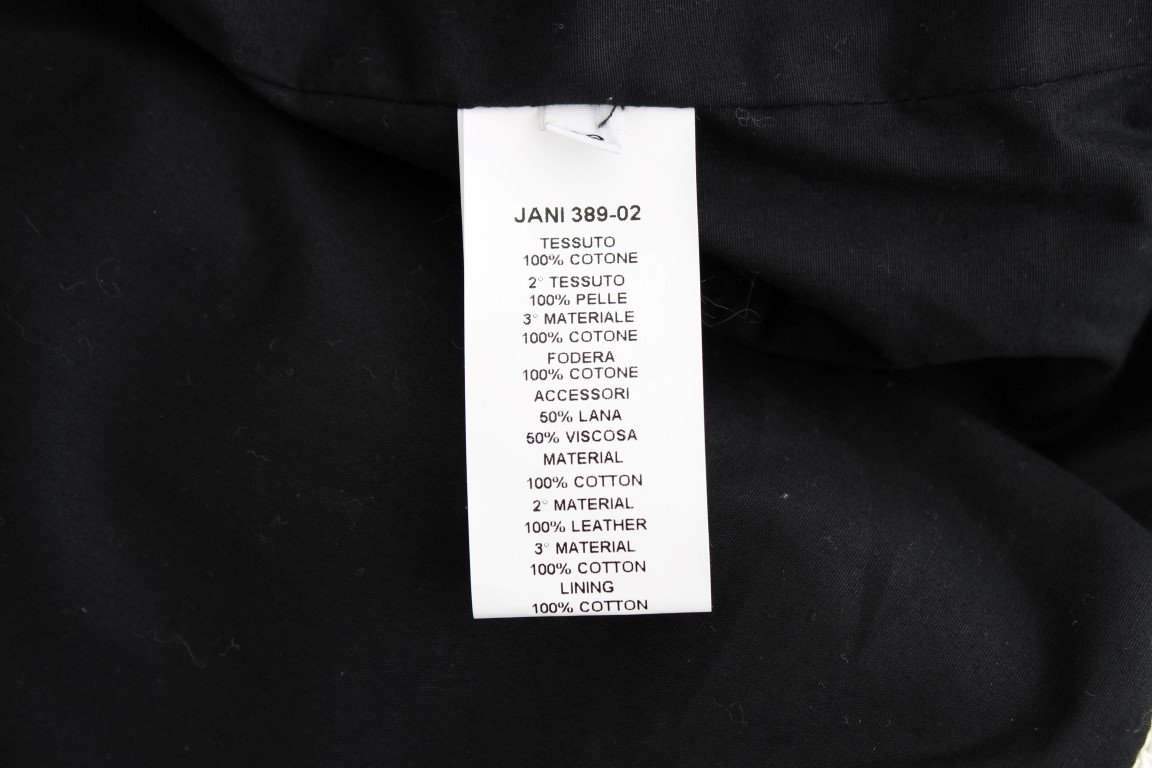 JANI 389-02
TESSUTO
100% COTONE
2° TESSUTO
100% PELLE
3° MATERIALE
100% COTONE
FODERA
100% COTONE
ACCESSORI
50% LANA
50% VISCOSA
MATERIAL
100% COTTON
2° MATERIAL
100% LEATHER
3° MATERIAL
100% COTTON
LINING
100% COTTON